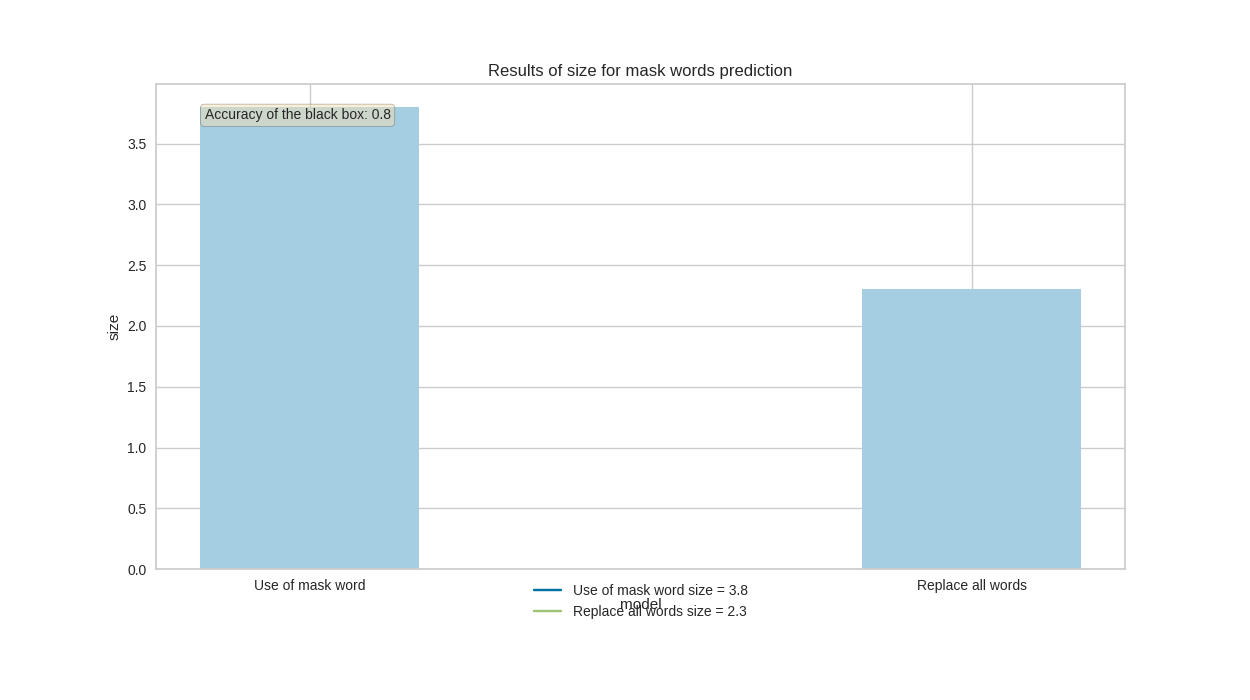 Results of size for mask words prediction
Accuracy of the black box: 0.8
3.5
3.0
2.5
2.0
1.5
1.0
0.5
0.0
size
Use of mask word
Replace all words
Use of mask word size = 3.8
model
Replace all words size = 2.3